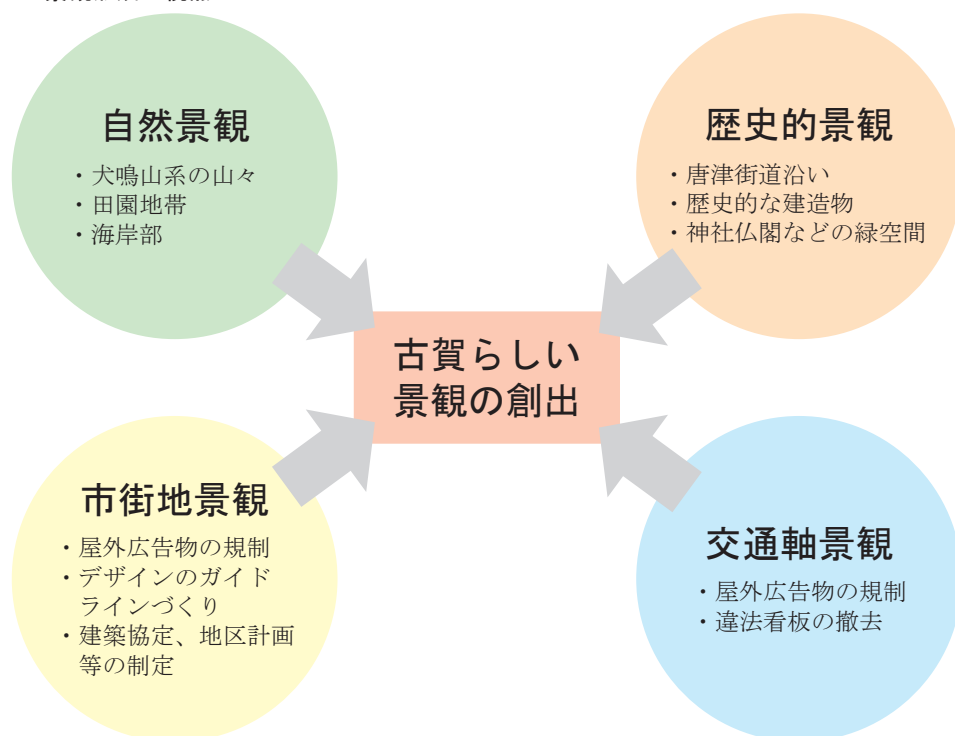 自然景観
・犬鳴山系の山々
・田園地帯
・海岸部
歴史的景観
・唐津街道沿い
・歴史的な建造物
・神社仏閣などの緑空間
古賀らしい
景観の創出
市街地景観
・屋外広告物の規制
・デザインのガイド
ラインづくり
・建築協定、地区計画
等の制定
交通軸景観
・屋外広告物の規制
・違法看板の撤去